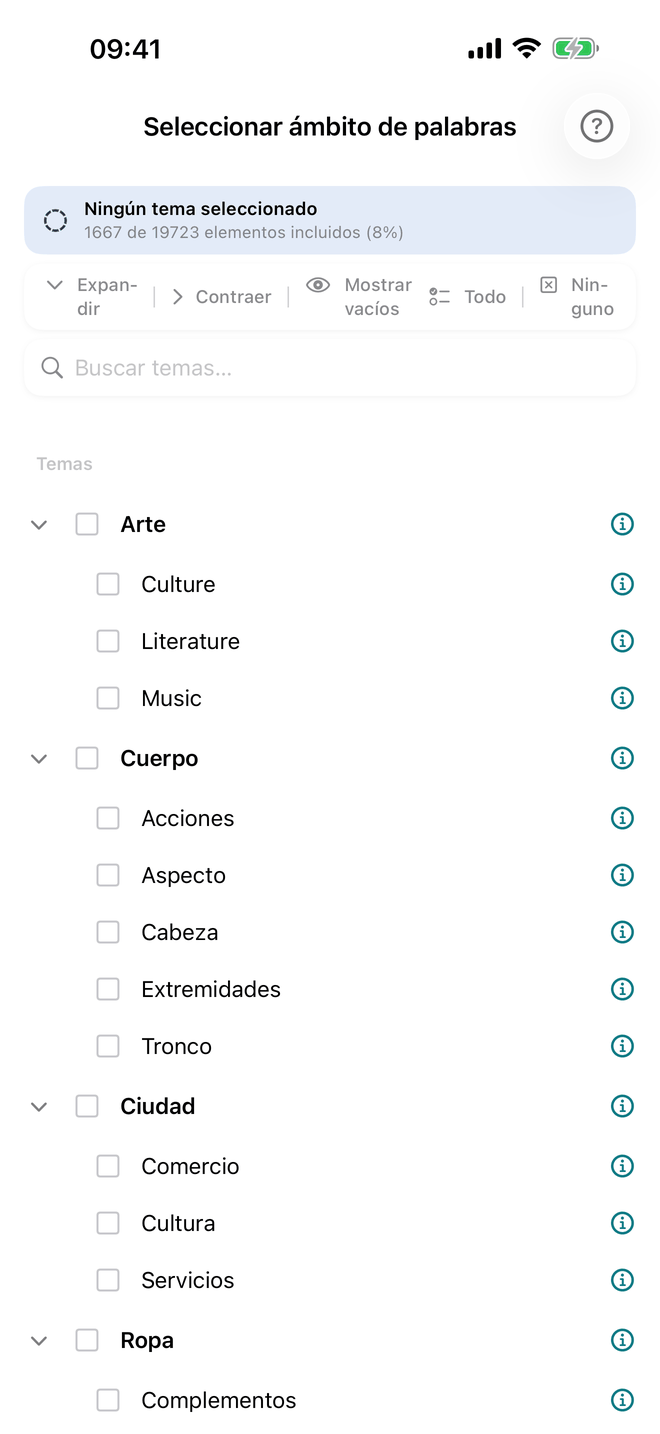 09:41
Seleccionar ámbito de palabras
Ningún tema seleccionado
1667 de 19723 elementos incluidos (8%)
Expan-
dir
Contraer
Mostrar
vacíos
Todo
Nin-
guno
Buscar temas...
Temas
Arte
Culture
Literature
Music
Cuerpo
Acciones
Aspecto
Cabeza
Extremidades
Tronco
Ciudad
Comercio
Cultura
Servicios
Ropa
Complementos